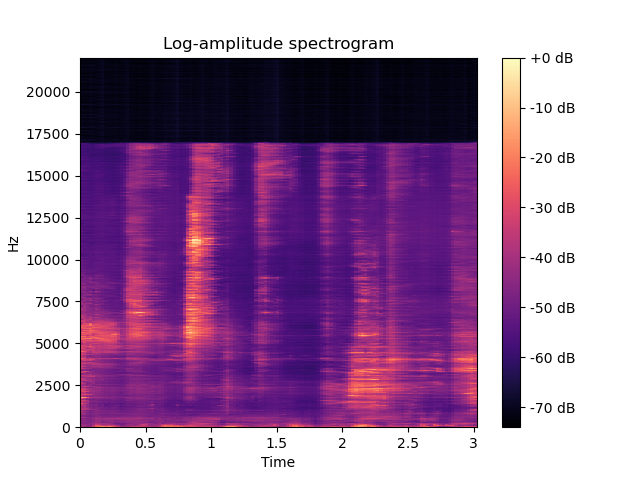 Log-amplitude spectrogram
Hz
20000
17500
15000
12500
10000
7500
5000
2500
0
0 0.5 1 1.5 2 2.5 3
Time
+0 dB
-10 dB
-20 dB
-30 dB
-40 dB
-50 dB
-60 dB
-70 dB